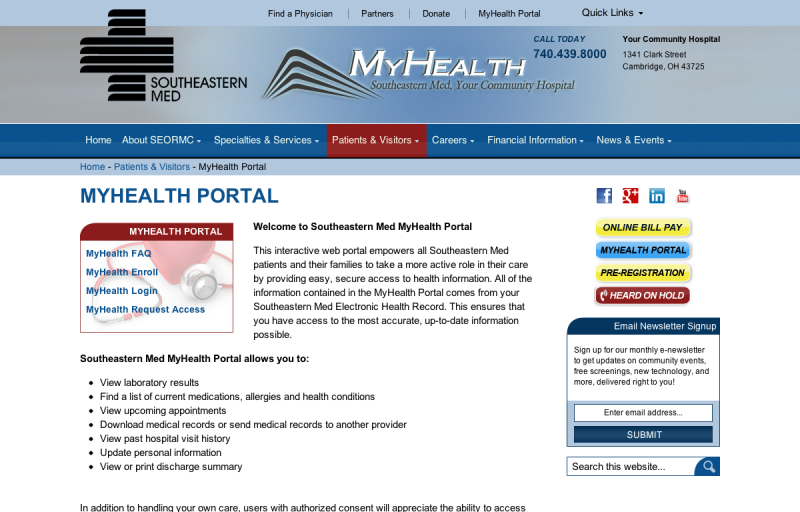 Find a Physician
Partners
Donate
MyHealth Portal
Quick Links
SOUTHEASTERN
MED
MYHEALTH
Southeastern Med, Your Community Hospital
CALL TODAY
740.439.8000
Your Community Hospital
1341 Clark Street
Cambridge, OH 43725
Home
About SEORMC
Specialties & Services
Patients & Visitors
Careers
Financial Information
News & Events
Home - Patients & Visitors - MyHealth Portal
MYHEALTH PORTAL
MYHEALTH PORTAL
MyHealth FAQ
MyHealth Enroll
MyHealth Login
MyHealth Request Access
Welcome to Southeastern Med MyHealth Portal
This interactive web portal empowers all Southeastern Med
patients and their families to take a more active role in their care
by providing easy, secure access to health information. All of the
information contained in the MyHealth Portal comes from your
Southeastern Med Electronic Health Record. This ensures that
you have access to the most accurate, up-to-date information
possible.
Southeastern Med MyHealth Portal allows you to:
View laboratory results
Find a list of current medications, allergies and health conditions
View upcoming appointments
Download medical records or send medical records to another provider
View past hospital visit history
Update personal information
View or print discharge summary
In addition to handling your own care, users with authorized consent will appreciate the ability to access
You
Tube
ONLINE BILL PAY
MYHEALTH PORTAL
PRE-REGISTRATION
HEARD ON HOLD
Email Newsletter Signup
Sign up for our monthly e-newsletter
to get updates on community events,
free screenings, new technology, and
more, delivered right to you!
Enter email address...
SUBMIT
Search this website...